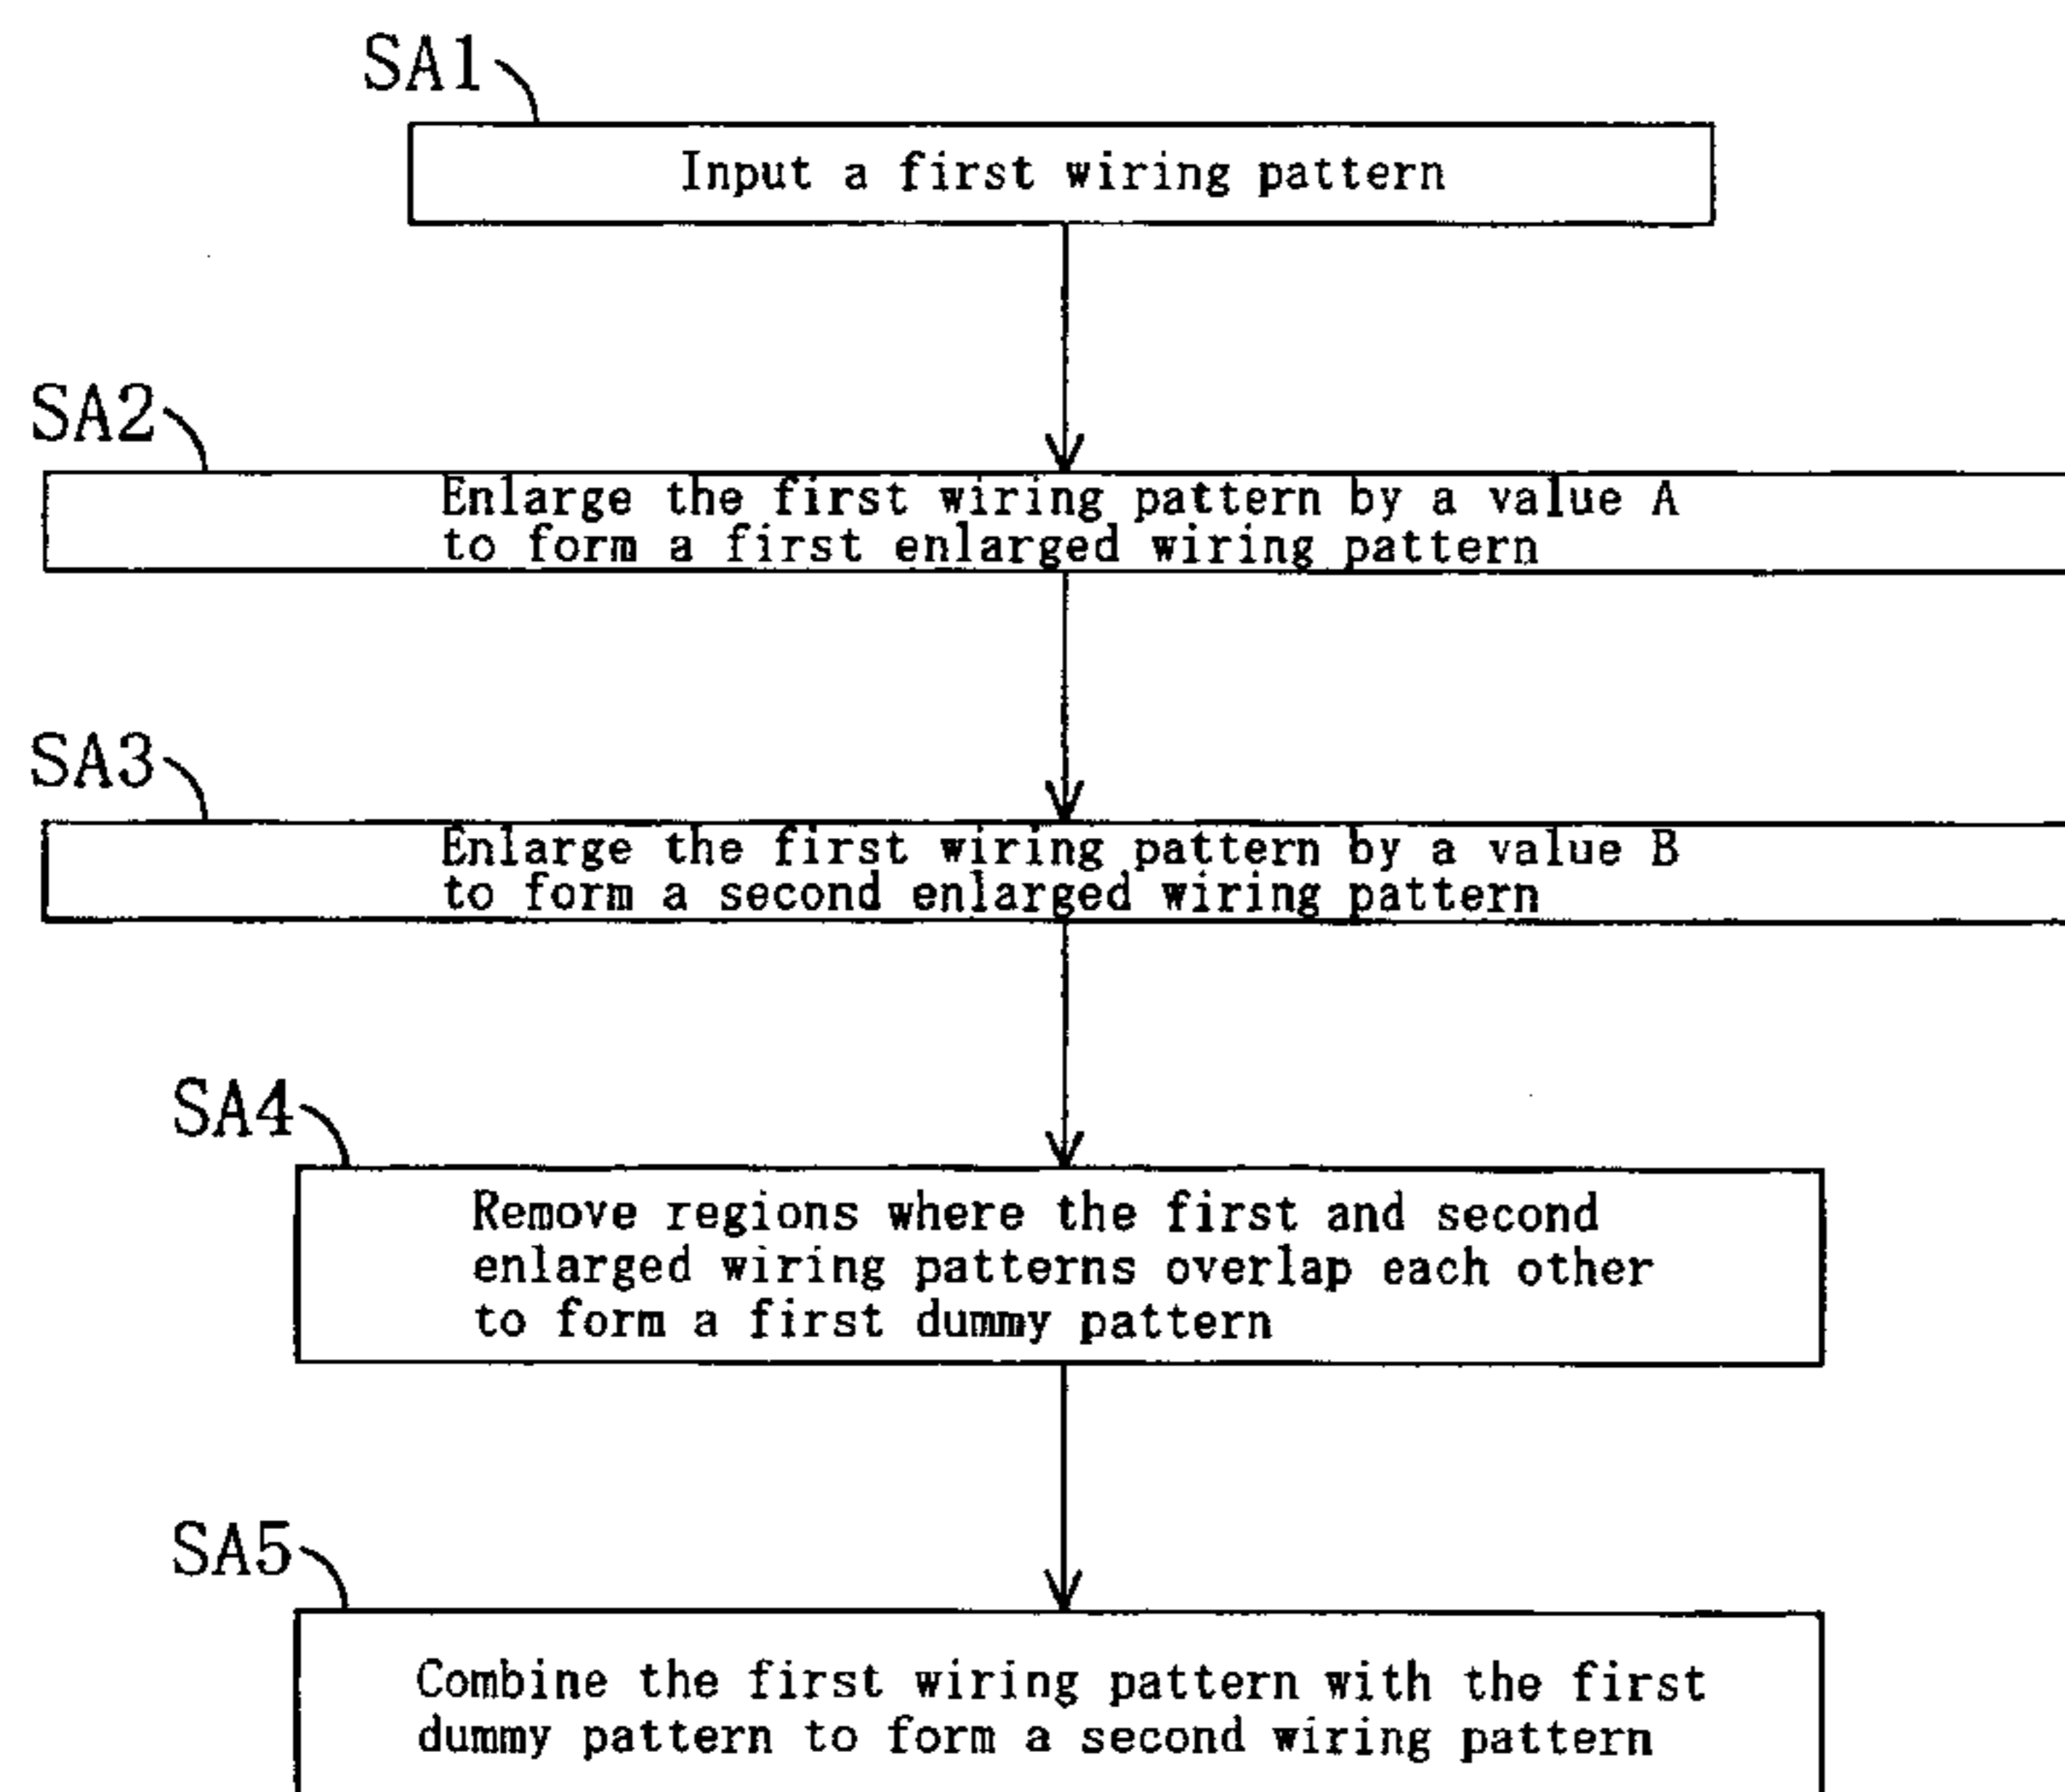 SA1
Input a first wiring pattern
SA2
Enlarge the first wiring pattern by a value A
to form a first enlarged wiring pattern
SA3
Enlarge the first wiring pattern by a value B
to form a second enlarged wiring pattern
SA4
Remove regions where the first and second
enlarged wiring patterns overlap each other
to form a first dummy pattern
SA5
Combine the first wiring pattern with the first
dummy pattern to form a second wiring pattern